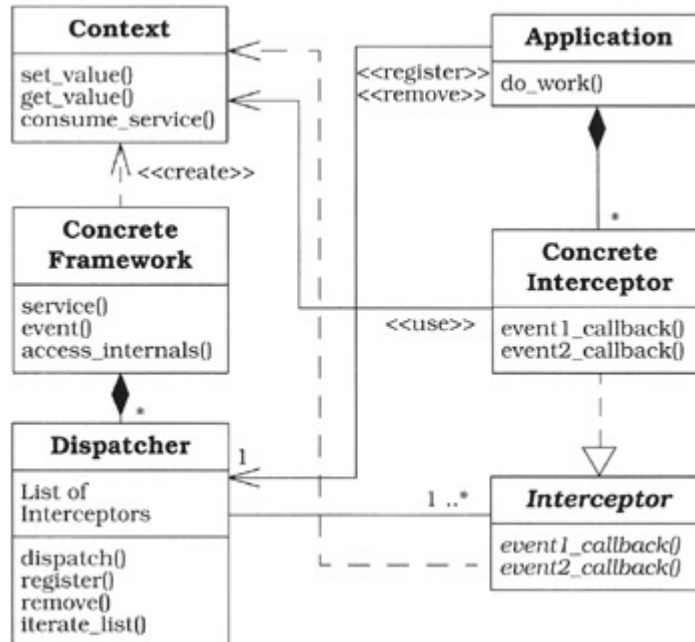 Context
set_value()
get_value()
consume_service()
Application
do_work()
<<register>>
<<remove>>
<<create>>
Concrete
Framework
service()
event()
access_internals()
*
Concrete
Interceptor
event1_callback()
event2_callback()
<<use>>
*
Dispatcher
List of
Interceptors
dispatch()
register()
remove()
iterate_list()
1
1 ..*
Interceptor
event1_callback()
event2_callback()